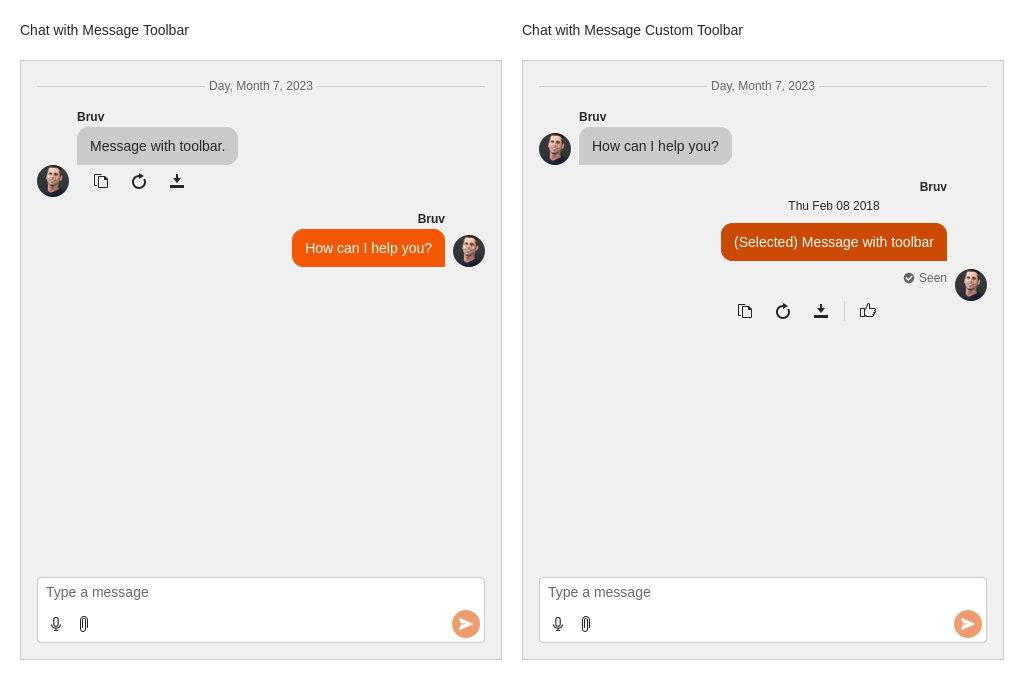 Chat with Message Toolbar
Day, Month 7, 2023
Bruv
Message with toolbar.
Bruv
How can I help you?
Type a message
Chat with Message Custom Toolbar
Day, Month 7, 2023
Bruv
How can I help you?
Bruv
Thu Feb 08 2018
(Selected) Message with toolbar
Seen
Type a message